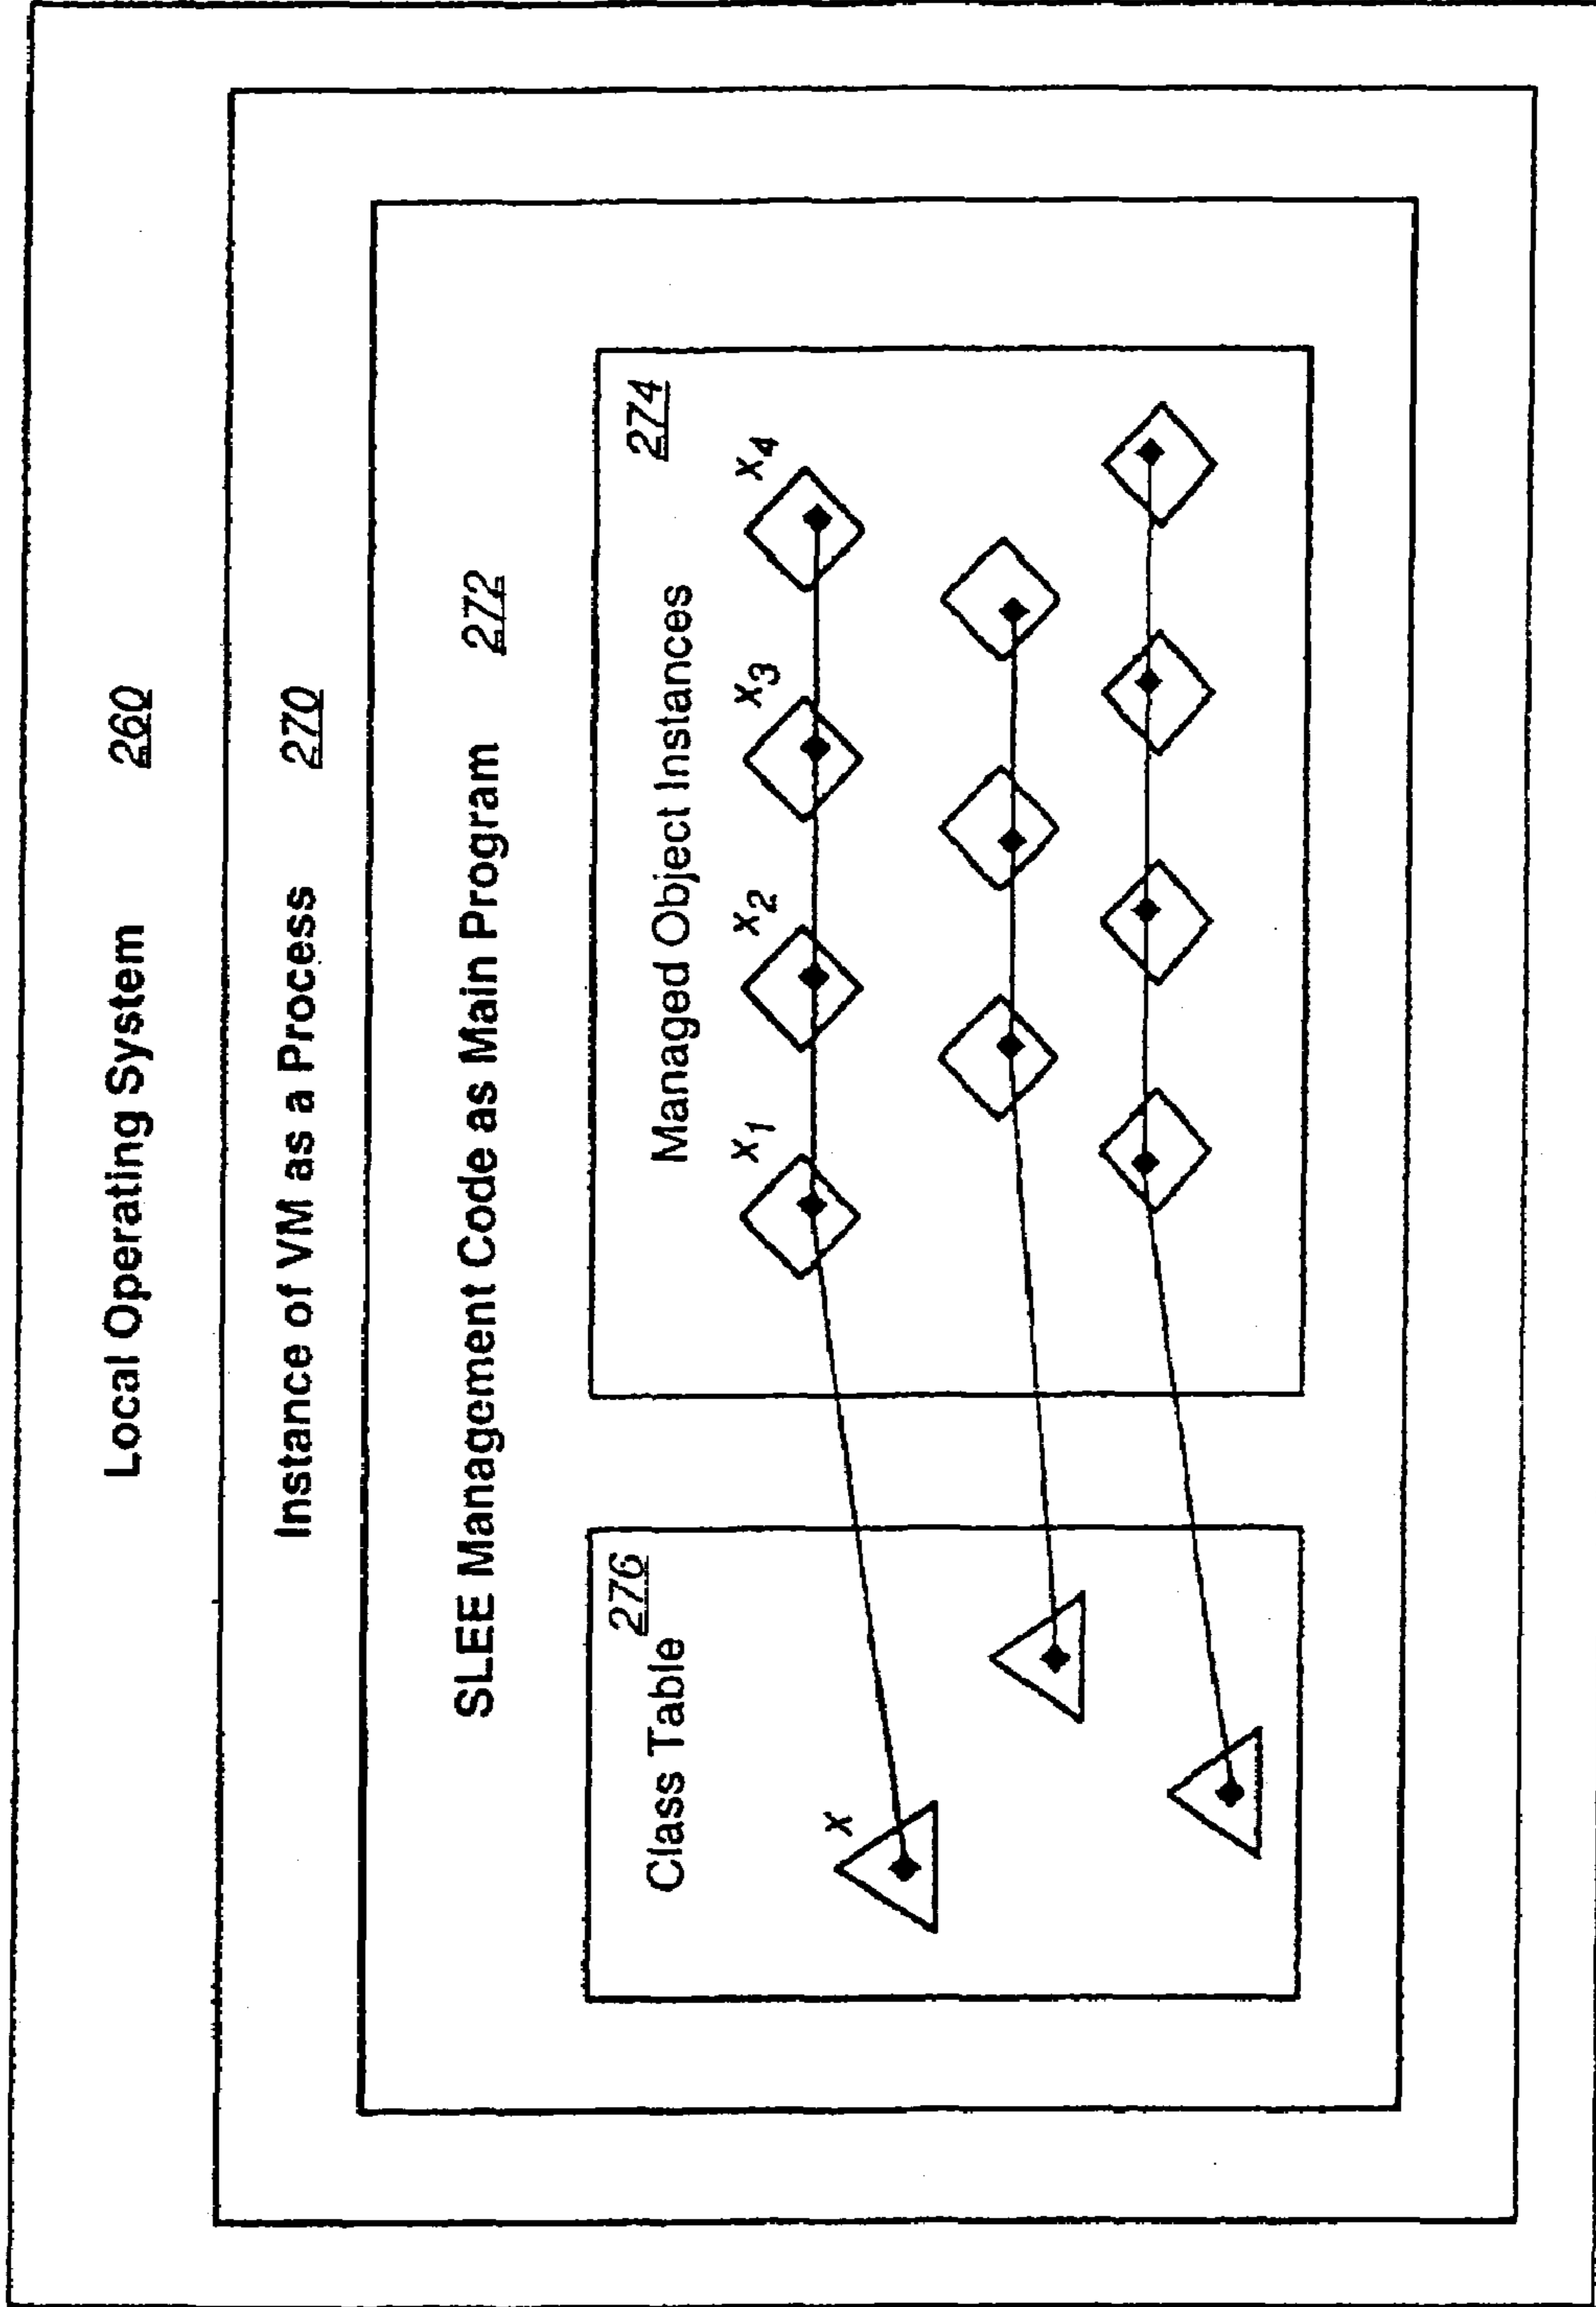 Local Operating System 260
Instance of VM as a Process 270
SLEE Management Code as Main Program 272
Class Table 276
x
Managed Object Instances 274
x1 x2 x3 x4